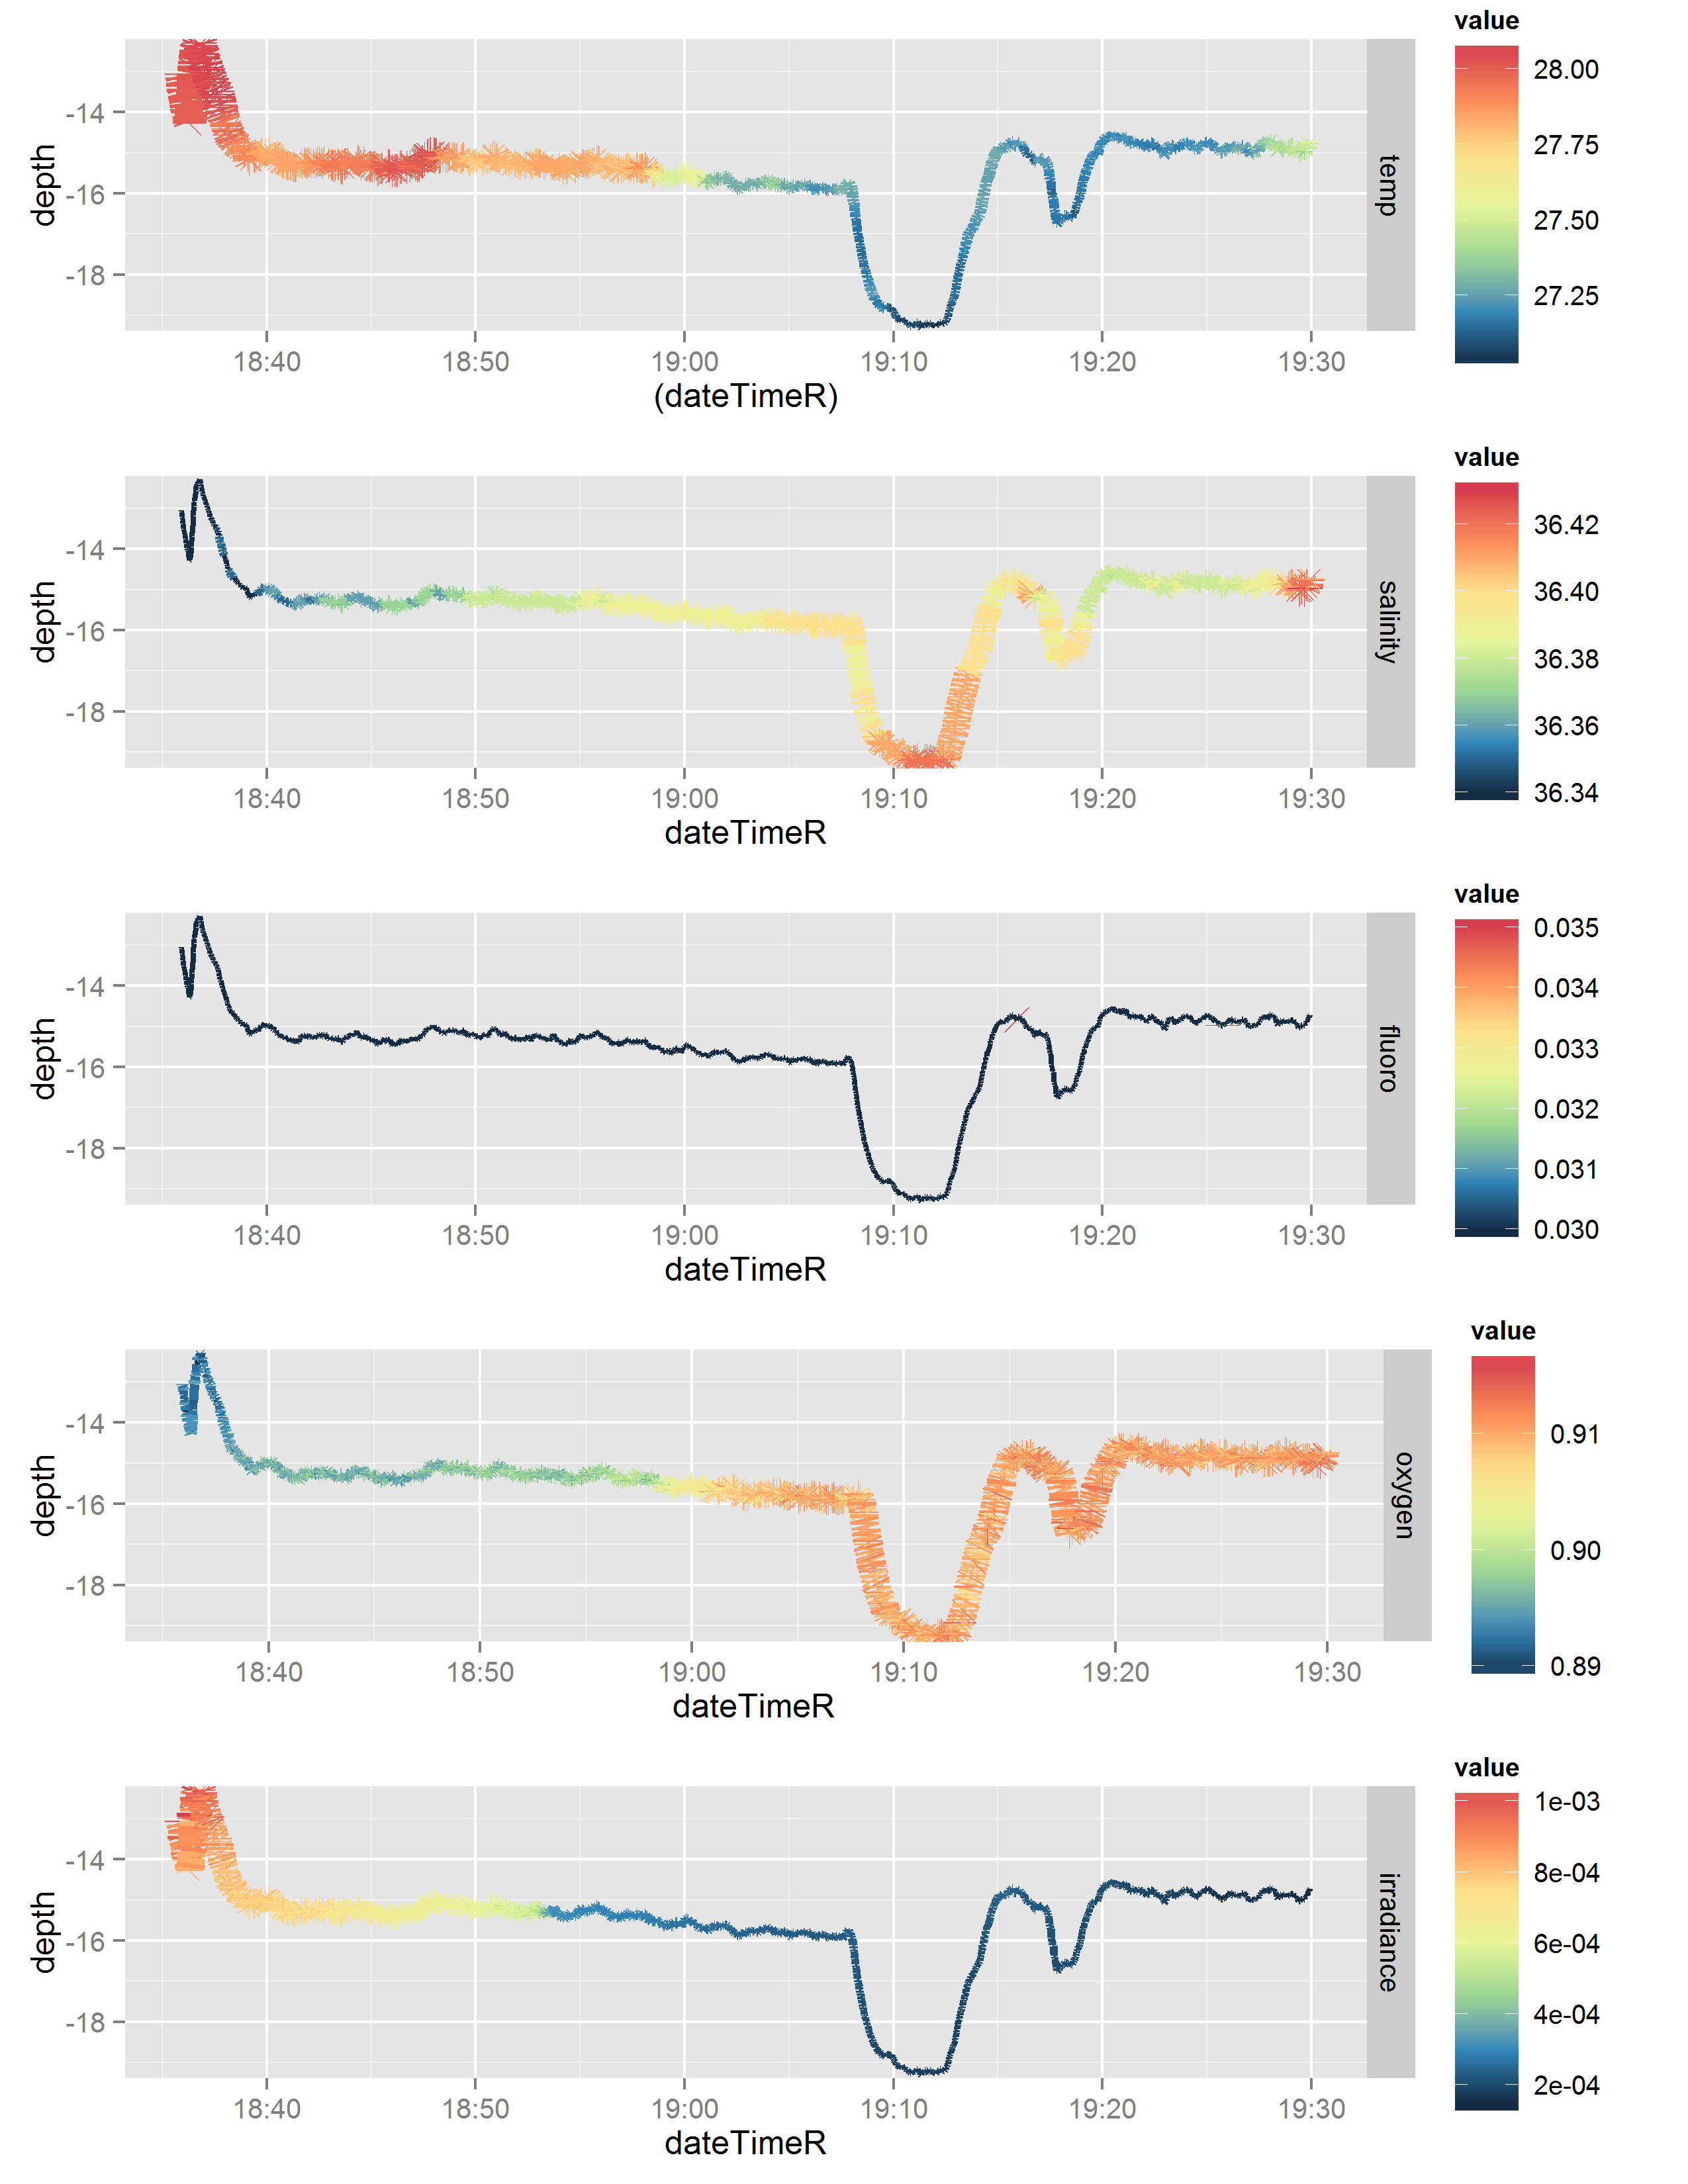 value
28.00
27.75
27.50
27.25
depth
-14
-16
-18
temp
18:40 18:50 19:00 19:10 19:20 19:30
(dateTimeR)
value
36.42
36.40
36.38
36.36
36.34
depth
-14
-16
-18
salinity
18:40 18:50 19:00 19:10 19:20 19:30
dateTimeR
value
0.035
0.034
0.033
0.032
0.031
0.030
depth
-14
-16
-18
fluoro
18:40 18:50 19:00 19:10 19:20 19:30
dateTimeR
value
0.91
0.90
0.89
depth
-14
-16
-18
oxygen
18:40 18:50 19:00 19:10 19:20 19:30
dateTimeR
value
1e-03
8e-04
6e-04
4e-04
2e-04
depth
-14
-16
-18
irradiance
18:40 18:50 19:00 19:10 19:20 19:30
dateTimeR